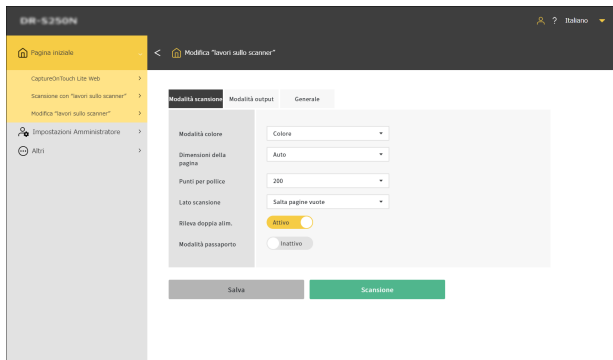 DR-S250N
? Italiano
Pagina iniziale
< Modifica "lavori sullo scanner"
CaptureOnTouch Lite Web >
Scansione con "lavori sullo scanner" >
Modifica "lavori sullo scanner" >
Impostazioni Amministratore >
Altri >
Modalità scansione Modalità output Generale
Modalità colore Colore
Dimensioni della pagina Auto
Punti per pollice 200
Lato scansione Salta pagine vuote
Rileva doppia alim. Attivo
Modalità passaporto Inattivo
Salva Scansione